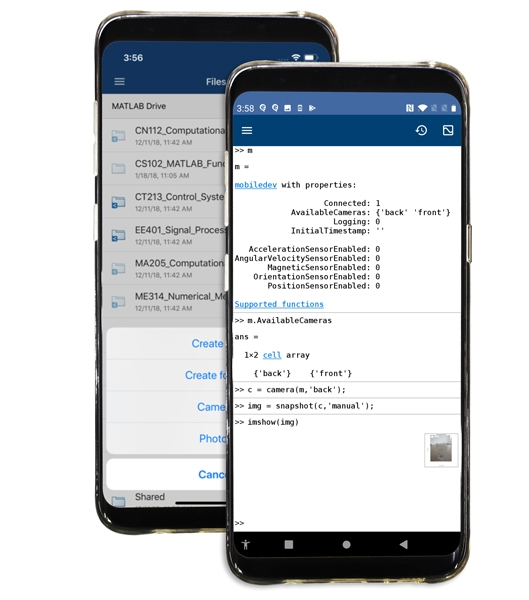 3:56
Files
MATLAB Drive
CN112_Computationa
12/11/18, 11:42 AM
CS102_MATLAB_Fun
1/18/18, 11:05 AM
CT213_Control_Syste
12/11/18, 11:42 AM
EE401_Signal_Process
12/11/18, 11:42 AM
MA205_Computation
12/11/18, 11:42 AM
ME314_Numerical_Me
12/11/18, 11:42 AM
Create
Create fo
Came
Photo
Cance
Shared
3:58
>> m
m =
mobiledev with properties:
Connected: 1
AvailableCameras: {'back' 'front'}
Logging: 0
InitialTimestamp: ''
AccelerationSensorEnabled: 0
AngularVelocitySensorEnabled: 0
MagneticSensorEnabled: 0
OrientationSensorEnabled: 0
PositionSensorEnabled: 0
Supported functions
>> m.AvailableCameras
ans =
1×2 cell array
{'back'} {'front'}
>> c = camera(m,'back');
>> img = snapshot(c,'manual');
>> imshow(img)
>>